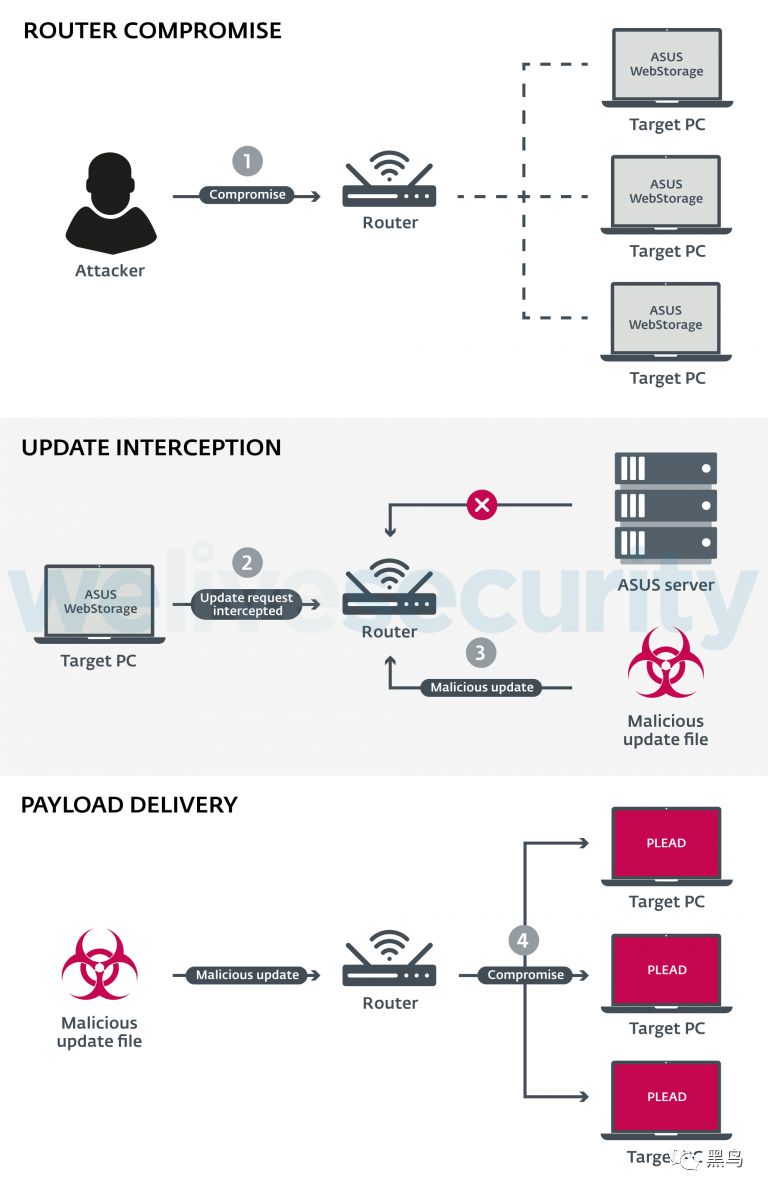 ROUTER COMPROMISE
ASUS
WebStorage
Target PC
1
Compromise
Attacker
Router
ASUS
WebStorage
Target PC
ASUS
WebStorage
Target PC
UPDATE INTERCEPTION
welivesecurity
ASUS server
ASUS
WebStorage
Target PC
2
Update request
intercepted
Router
3
Malicious update
Malicious
update file
PAYLOAD DELIVERY
PLEAD
Target PC
Malicious
update file
Malicious update
Router
4
Compromise
PLEAD
Target PC
PLEAD
Targe
黑鸟